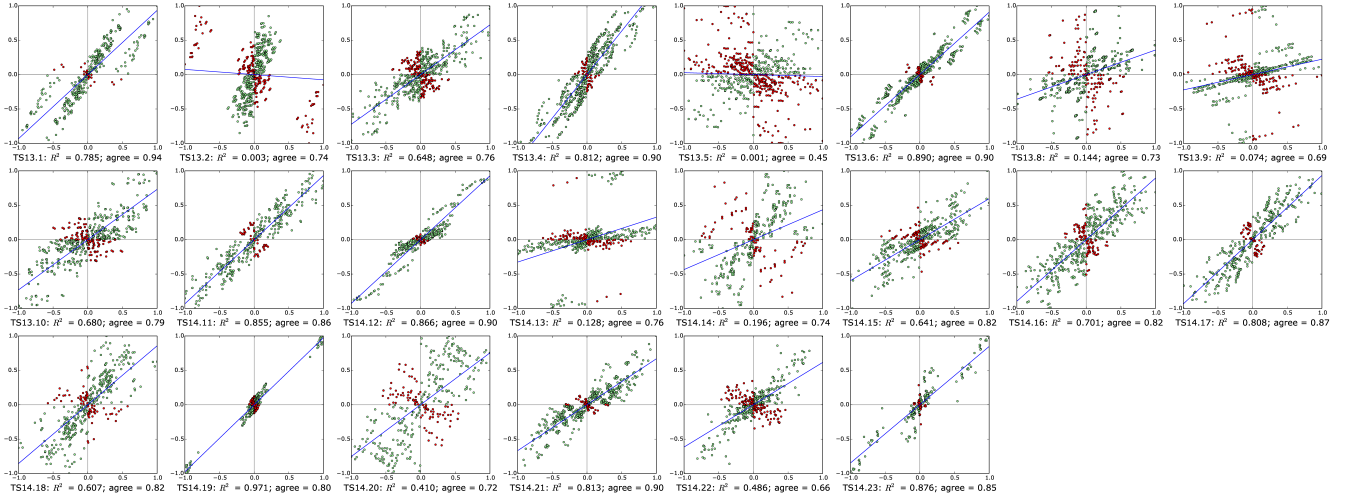 TS13.1: R² = 0.785; agree = 0.94
TS13.2: R² = 0.003; agree = 0.74
TS13.3: R² = 0.648; agree = 0.76
TS13.4: R² = 0.812; agree = 0.90
TS13.5: R² = 0.001; agree = 0.45
TS13.6: R² = 0.890; agree = 0.90
TS13.8: R² = 0.144; agree = 0.73
TS13.9: R² = 0.074; agree = 0.69
TS13.10: R² = 0.680; agree = 0.79
TS14.11: R² = 0.855; agree = 0.86
TS14.12: R² = 0.866; agree = 0.90
TS14.13: R² = 0.128; agree = 0.76
TS14.14: R² = 0.196; agree = 0.74
TS14.15: R² = 0.641; agree = 0.82
TS14.16: R² = 0.701; agree = 0.82
TS14.17: R² = 0.808; agree = 0.87
TS14.18: R² = 0.607; agree = 0.82
TS14.19: R² = 0.971; agree = 0.80
TS14.20: R² = 0.410; agree = 0.72
TS14.21: R² = 0.813; agree = 0.90
TS14.22: R² = 0.486; agree = 0.66
TS14.23: R² = 0.876; agree = 0.85